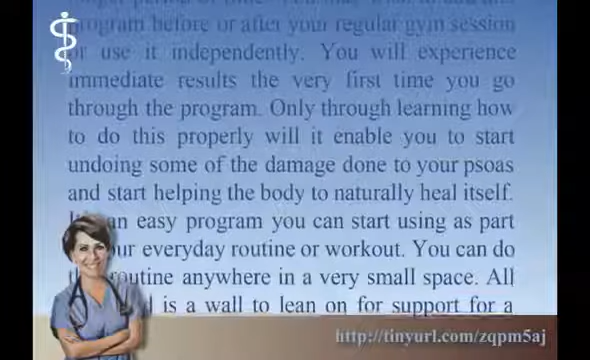 program before or after your regular gym session
or use it independently. You will experience
immediate results the very first time you go
through the program. Only through learning how
to do this properly will it enable you to start
undoing some of the damage done to your psoas
and start helping the body to naturally heal itself.
an easy program you can start using as part
your everyday routine or workout. You can do
routine anywhere in a very small space. All
is a wall to lean on for support for a
http://tinyurl.com/zqpm5aj